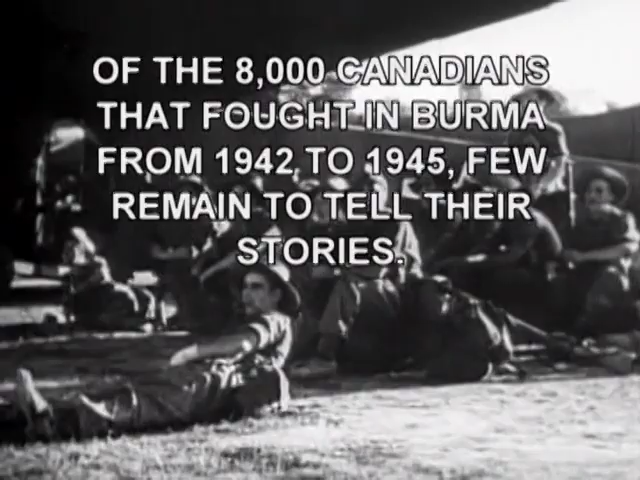 OF THE 8,000 CANADIANS
THAT FOUGHT IN BURMA
FROM 1942 TO 1945, FEW
REMAIN TO TELL THEIR
STORIES.